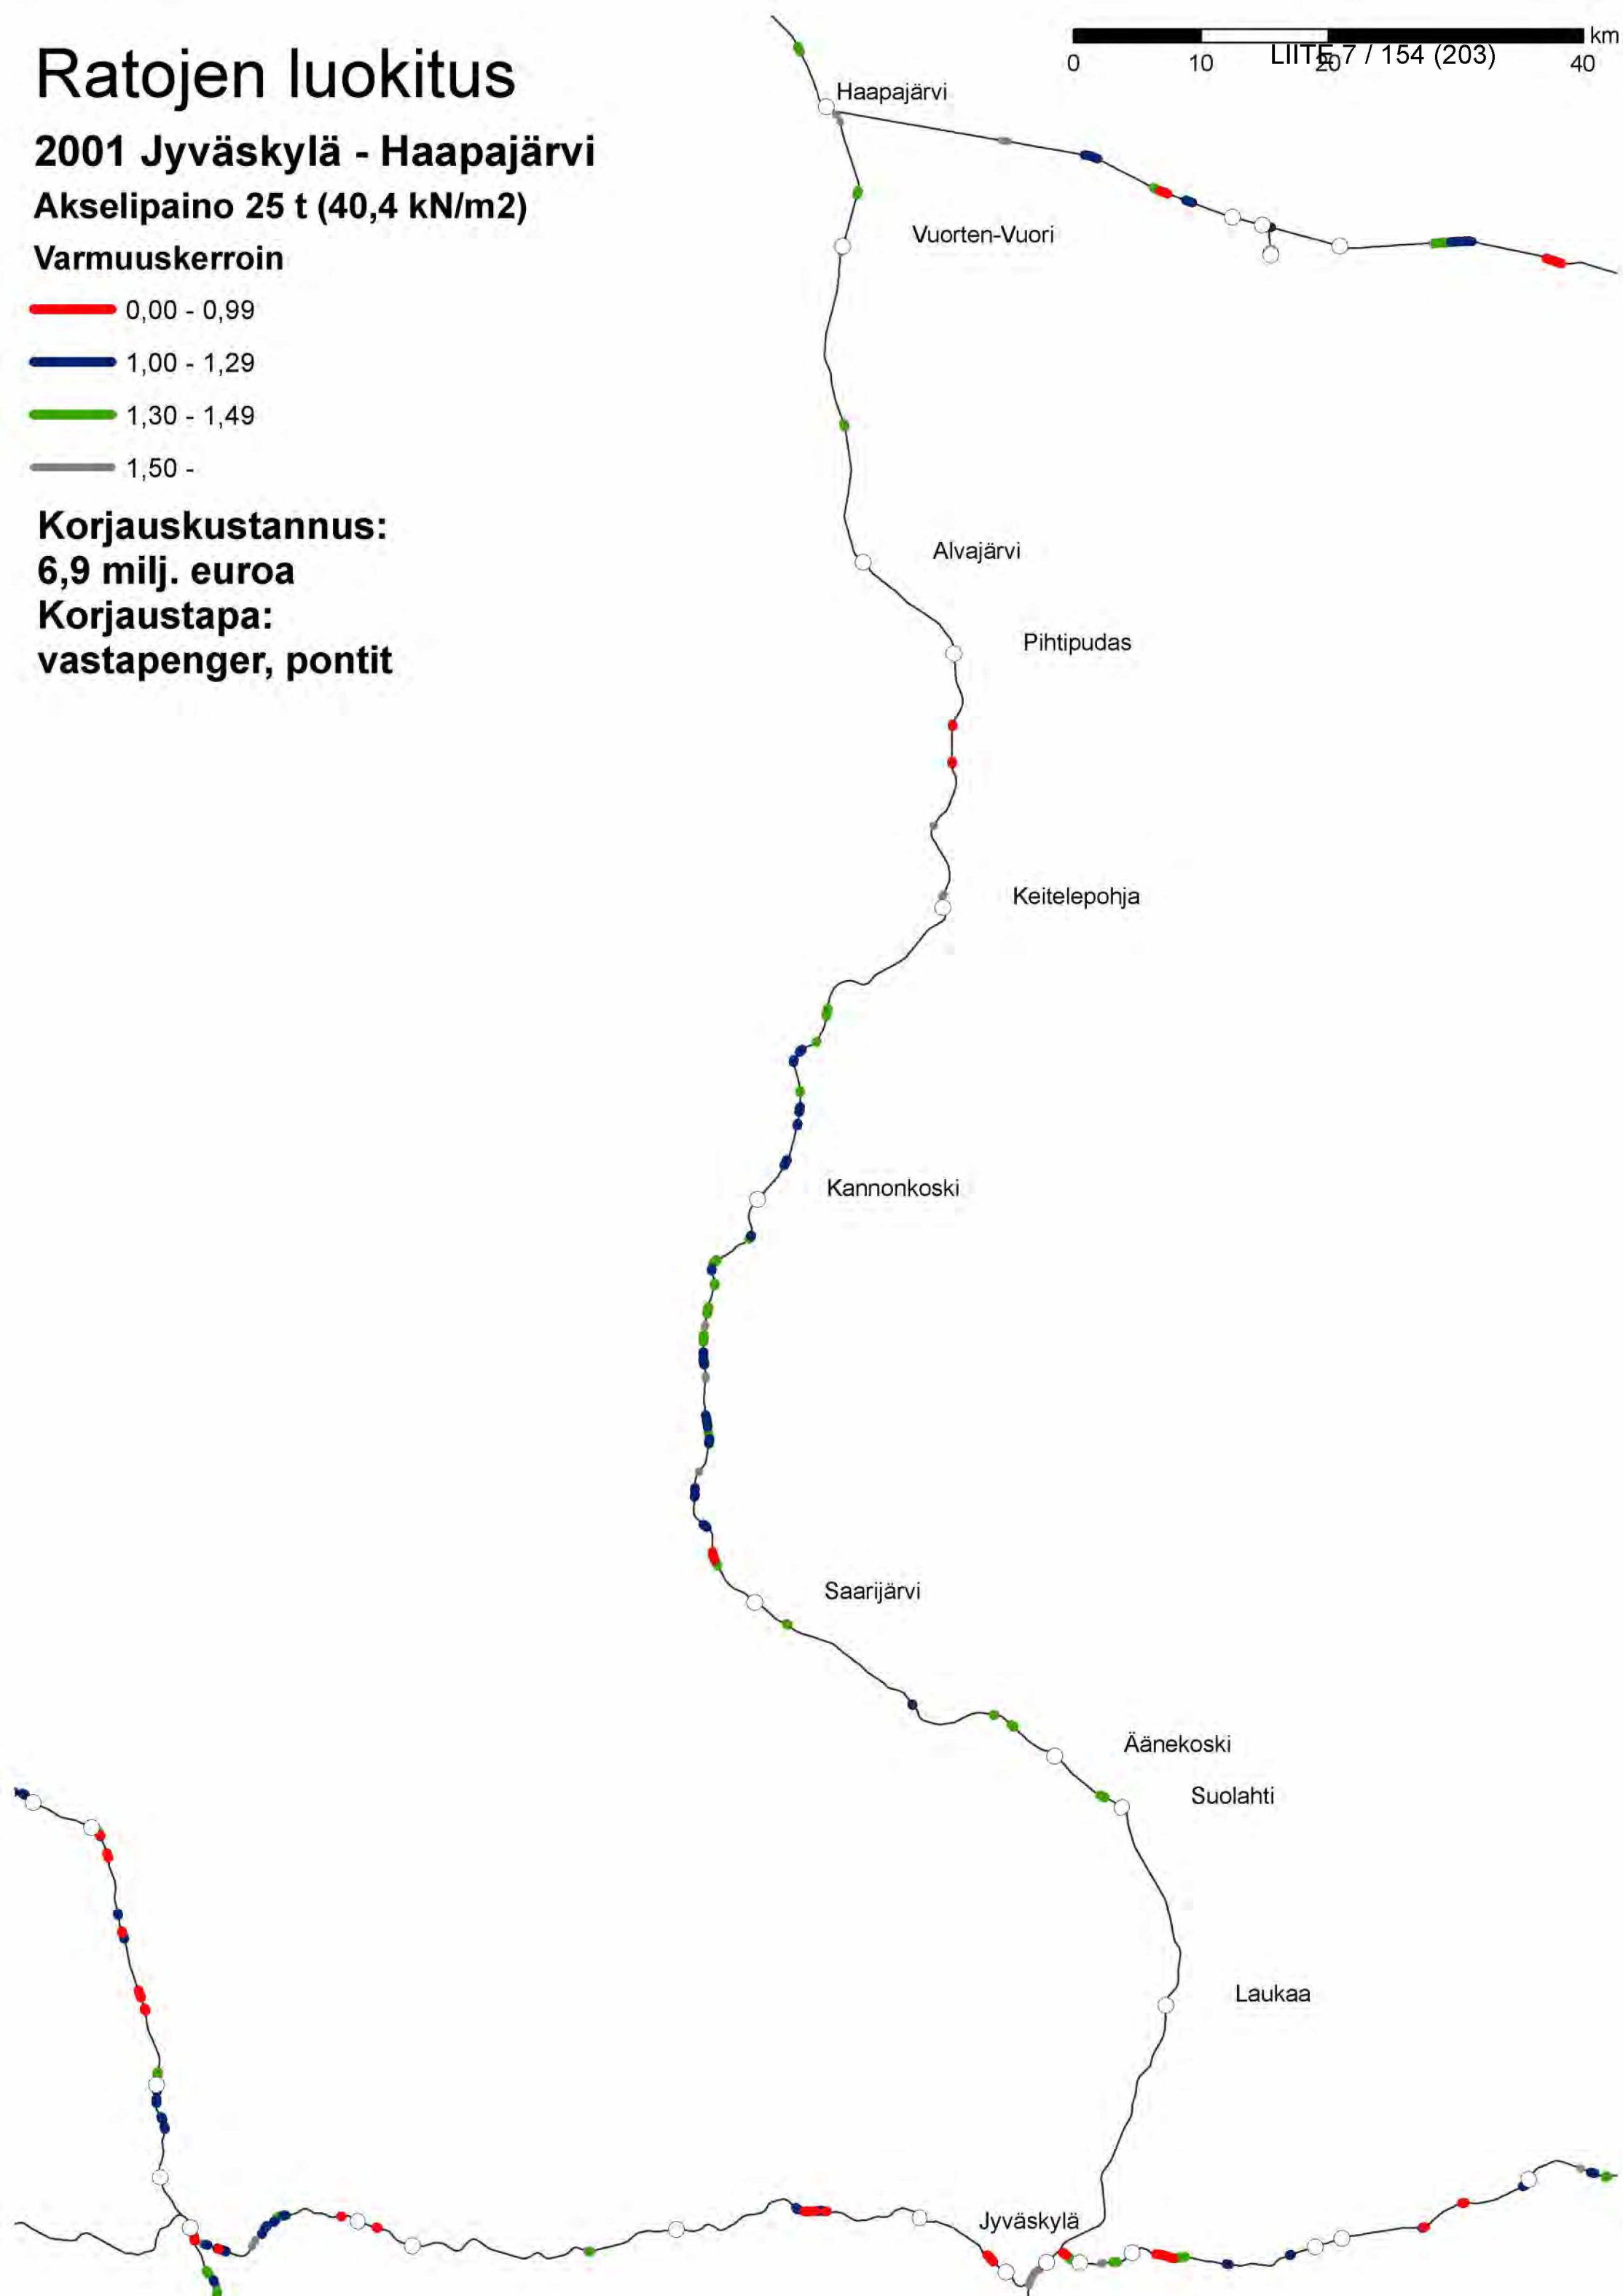 Ratojen luokitus
2001 Jyväskylä - Haapajärvi
Akselipaino 25 t (40,4 kN/m2)
Varmuuskerroin
0,00 - 0,99
1,00 - 1,29
1,30 - 1,49
1,50 -
Korjauskustannus:
6,9 milj. euroa
Korjaustapa:
vastapenger, pontit
km
LIITE 7 / 154 (203)
0 10 20 40
Haapajärvi
Vuorten-Vuori
Alvajärvi
Pihtipudas
Keitelepohja
Kannonkoski
Saarijärvi
Äänekoski
Suolahti
Laukaa
Jyväskylä